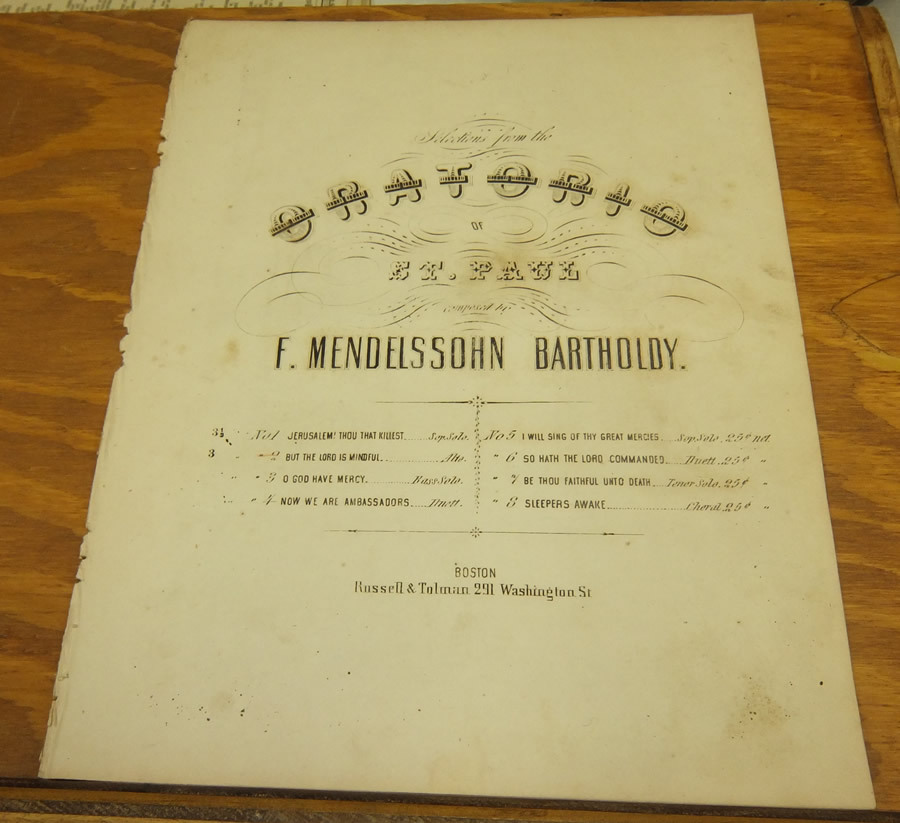 Selections from the
ORATORIO
OF
ST. PAUL
composed by
F. MENDELSSOHN BARTHOLDY.
3½ No 1 JERUSALEM! THOU THAT KILLEST......Sop. Solo.
3 " 2 BUT THE LORD IS MINDFUL..............Alto.
" 3 O GOD HAVE MERCY..........Bass Solo.
" 4 NOW WE ARE AMBASSADORS.....Duett.
No 5 I WILL SING OF THY GREAT MERCIES....Sop. Solo. 25¢ net.
" 6 SO HATH THE LORD COMMANDED.....Duett. 25¢ "
" 7 BE THOU FAITHFUL UNTO DEATH....Tenor Solo. 25¢ "
" 8 SLEEPERS AWAKE....................Choral. 25¢ "
BOSTON
Russell & Tolman 291 Washington St